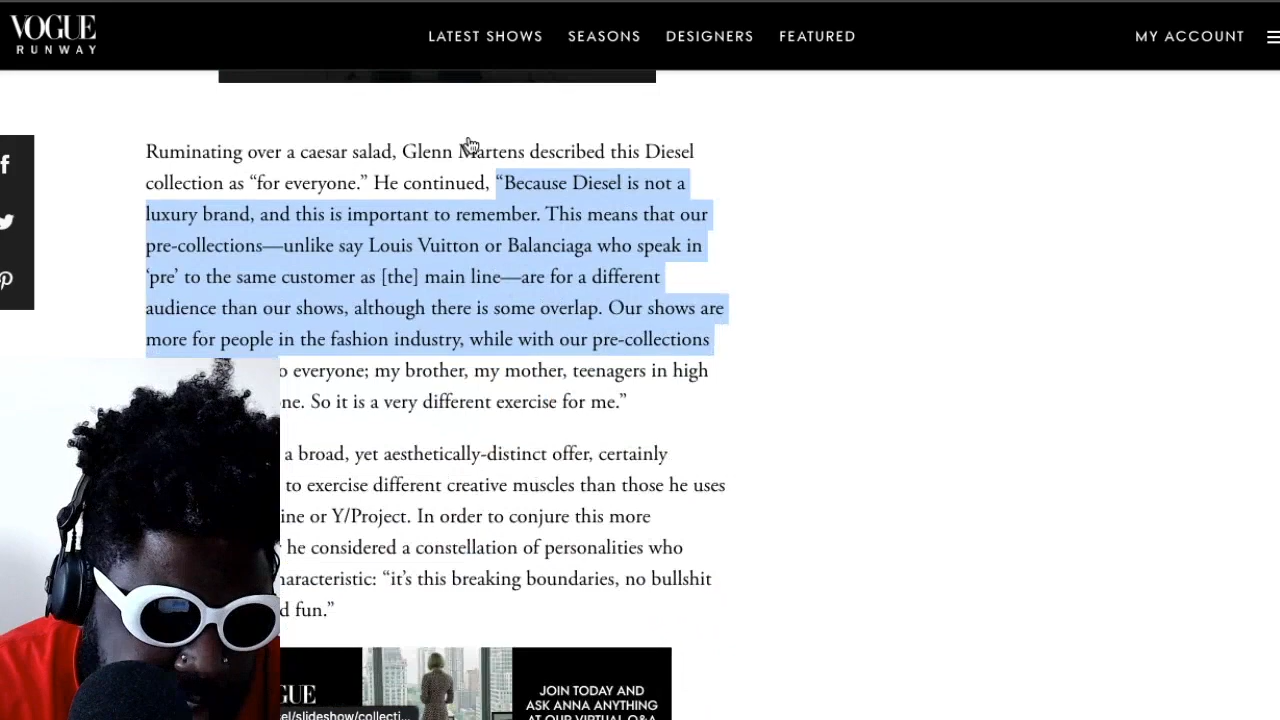 VOGUE
RUNWAY
LATEST SHOWS SEASONS DESIGNERS FEATURED MY ACCOUNT
Ruminating over a caesar salad, Glenn Martens described this Diesel
collection as “for everyone.” He continued, “Because Diesel is not a
luxury brand, and this is important to remember. This means that our
pre-collections—unlike say Louis Vuitton or Balanciaga who speak in
‘pre’ to the same customer as [the] main line—are for a different
audience than our shows, although there is some overlap. Our shows are
more for people in the fashion industry, while with our pre-collections
o everyone; my brother, my mother, teenagers in high
ne. So it is a very different exercise for me.”
a broad, yet aesthetically-distinct offer, certainly
to exercise different creative muscles than those he uses
ine or Y/Project. In order to conjure this more
he considered a constellation of personalities who
haracteristic: “it’s this breaking boundaries, no bullshit
d fun.”
GUE
JOIN TODAY AND
ASK ANNA ANYTHING
AT OUR VIRTUAL Q&A
el/slideshow/collecti...